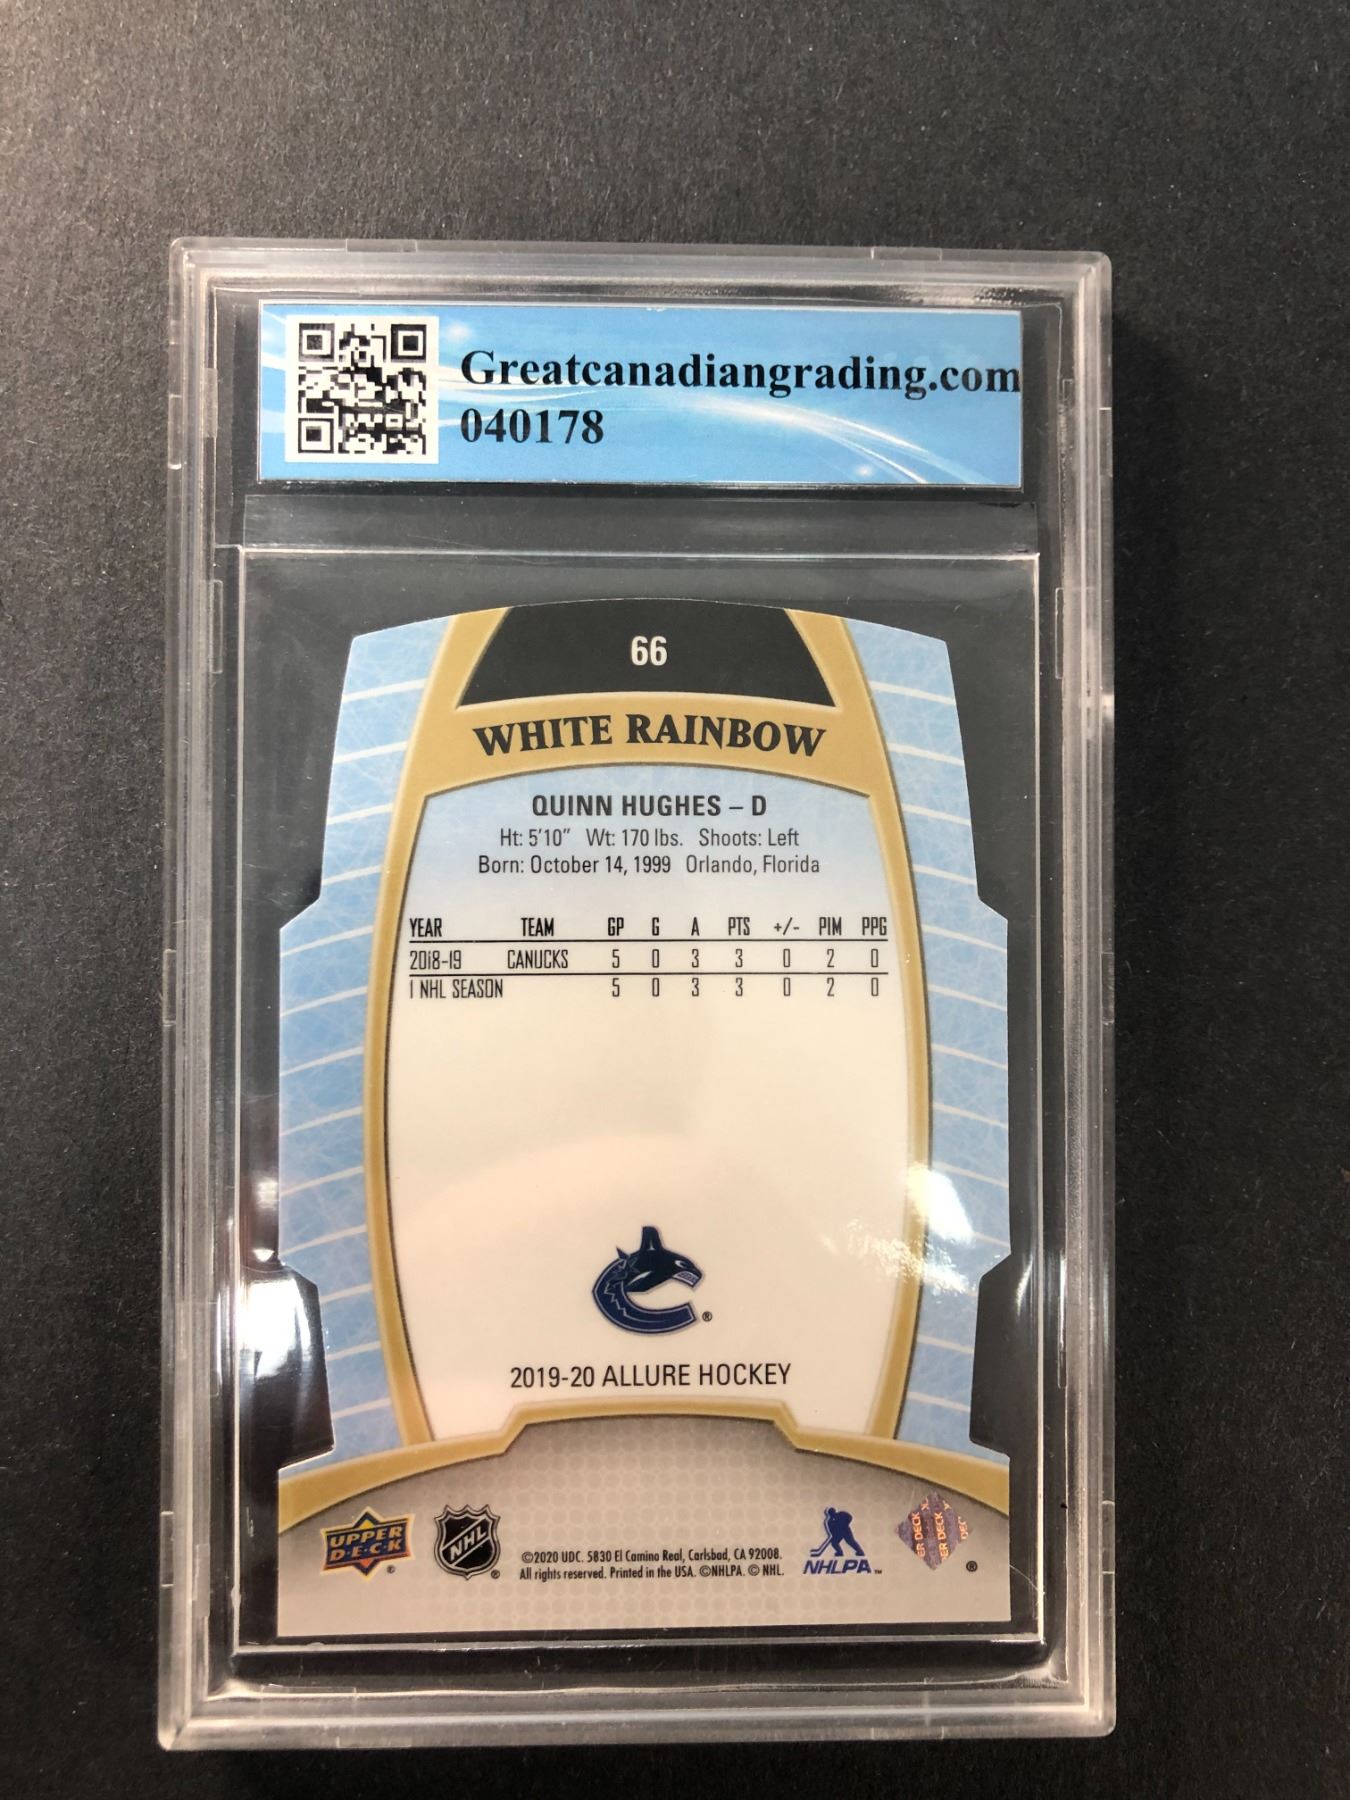 Greatcanadiangrading.com
040178
66
WHITE RAINBOW
QUINN HUGHES – D
Ht: 5'10" Wt: 170 lbs. Shoots: Left
Born: October 14, 1999 Orlando, Florida
YEAR TEAM GP G A PTS +/- PIM PPG
2018-19 CANUCKS 5 0 3 3 0 2 0
1 NHL SEASON 5 0 3 3 0 2 0
®
2019-20 ALLURE HOCKEY
UPPER DECK ®
NHL ®
©2020 UDC. 5830 El Camino Real, Carlsbad, CA 92008.
All rights reserved. Printed in the USA. ©NHLPA. © NHL.
NHLPA ™
®